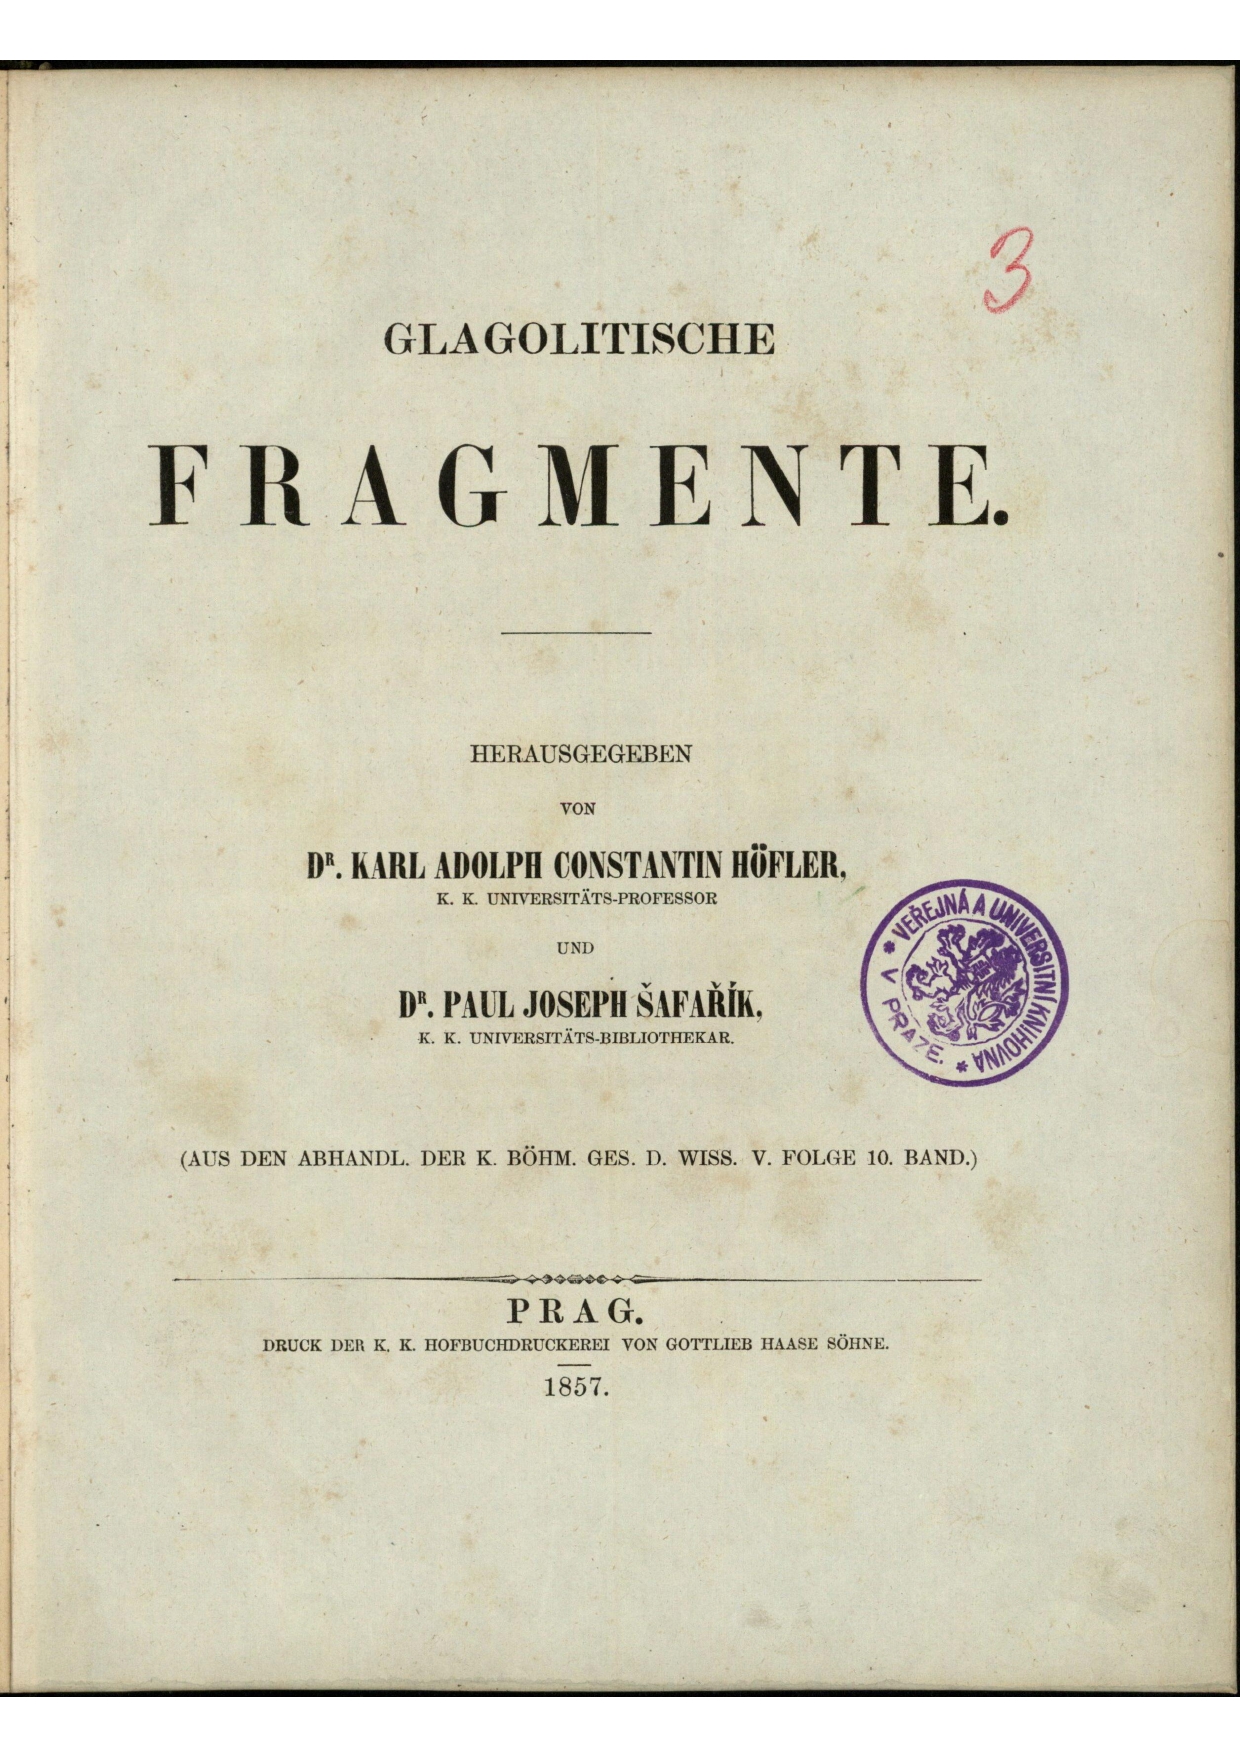 3
GLAGOLITISCHE
FRAGMENTE.
HERAUSGEGEBEN
VON
DR. KARL ADOLPH CONSTANTIN HÖFLER,
K. K. UNIVERSITÄTS-PROFESSOR
UND
DR. PAUL JOSEPH ŠAFAŘÍK,
K. K. UNIVERSITÄTS-BIBLIOTHEKAR.
* VEŘEJNÁ A UNIVERSITNÍ KNIHOVNA * V PRAZE.
(AUS DEN ABHANDL. DER K. BÖHM. GES. D. WISS. V. FOLGE 10. BAND.)
PRAG.
DRUCK DER K. K. HOFBUCHDRUCKEREI VON GOTTLIEB HAASE SÖHNE.
1857.